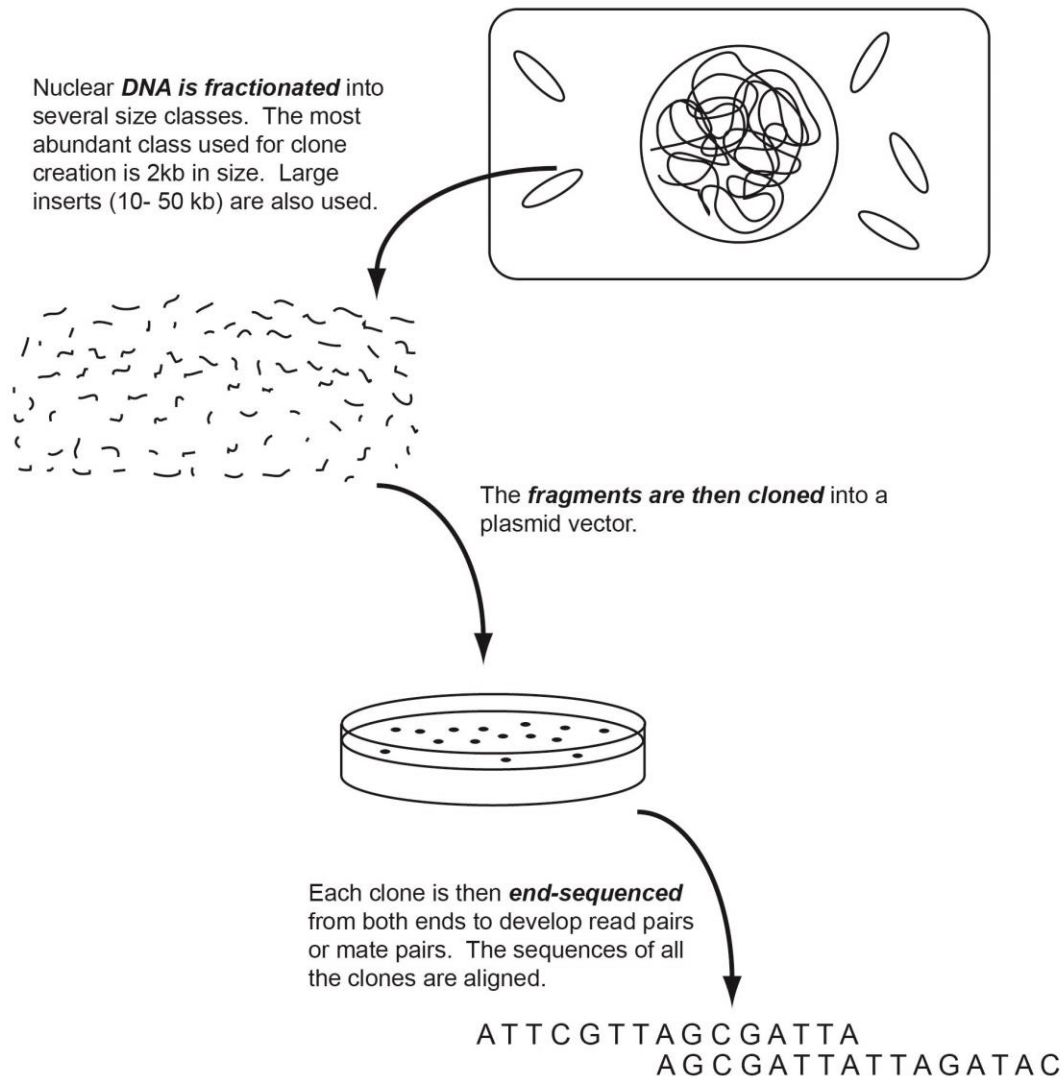 Nuclear DNA is fractionated into
several size classes.  The most
abundant class used for clone
creation is 2kb in size.  Large
inserts (10- 50 kb) are also used.
The fragments are then cloned into a
plasmid vector.
Each clone is then end-sequenced
from both ends to develop read pairs
or mate pairs.  The sequences of all
the clones are aligned.
A T T C G T T A G C G A T T A
A G C G A T T A T T A G A T A C